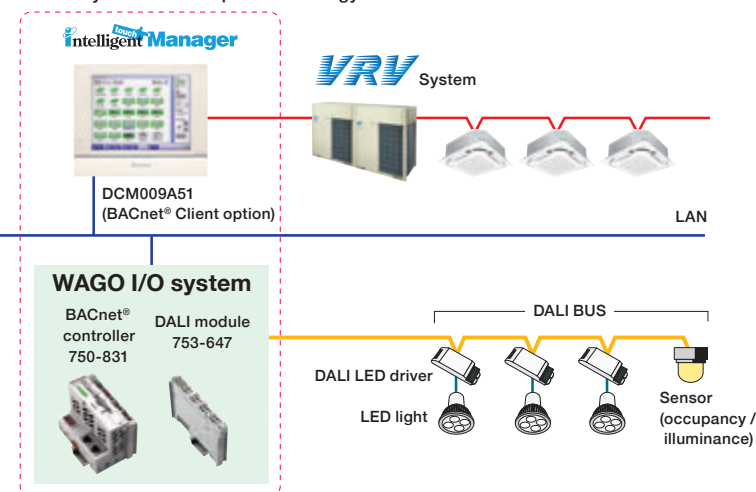 intelligent touch Manager
VRV System
DCM009A51
(BACnet® Client option)
LAN
WAGO I/O system
BACnet®
controller
750-831
DALI module
753-647
DALI BUS
DALI LED driver
LED light
Sensor
(occupancy /
illuminance)